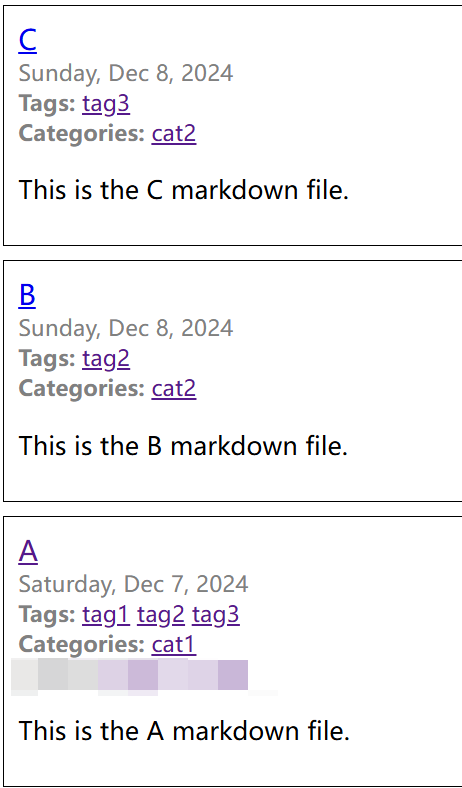 C
Sunday, Dec 8, 2024
Tags: tag3
Categories: cat2
This is the C markdown file.
B
Sunday, Dec 8, 2024
Tags: tag2
Categories: cat2
This is the B markdown file.
A
Saturday, Dec 7, 2024
Tags: tag1 tag2 tag3
Categories: cat1
This is the A markdown file.